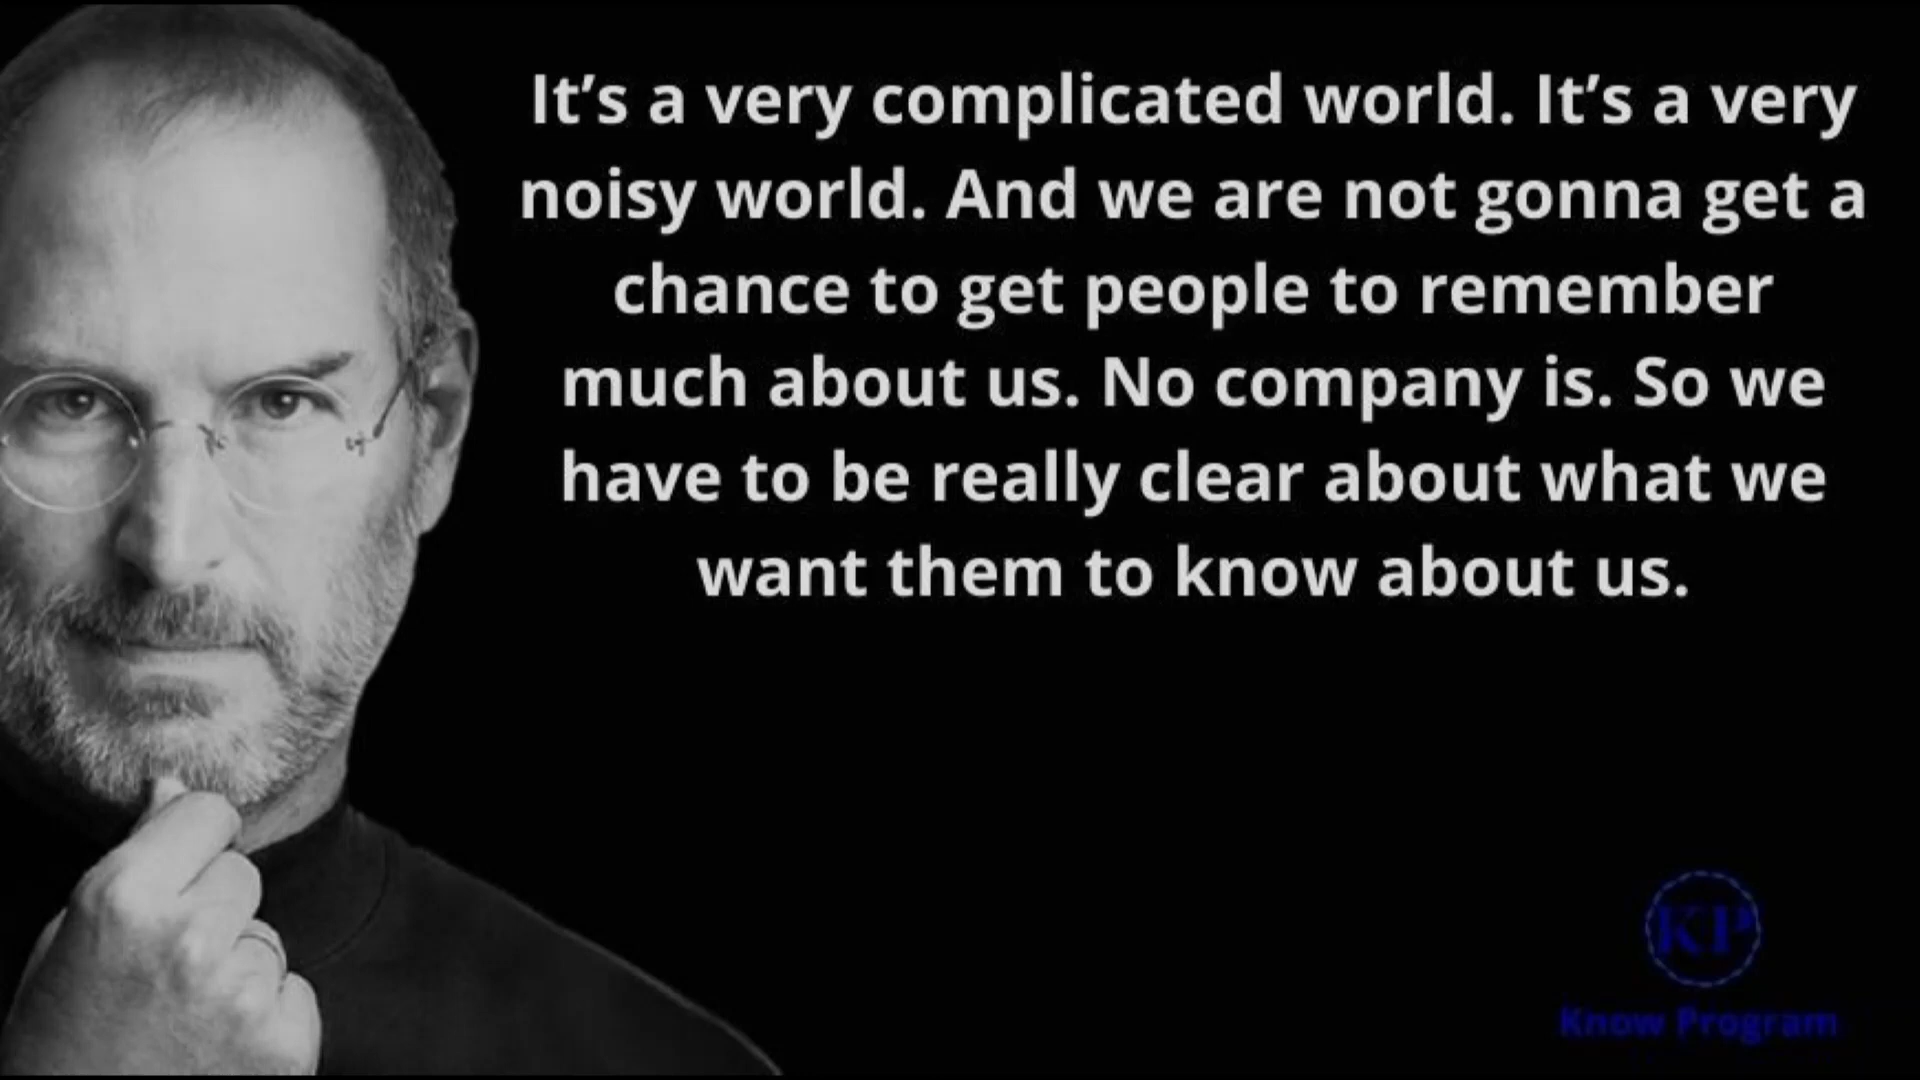 It’s a very complicated world. It’s a very
noisy world. And we are not gonna get a
chance to get people to remember
much about us. No company is. So we
have to be really clear about what we
want them to know about us.
KP
Know Program